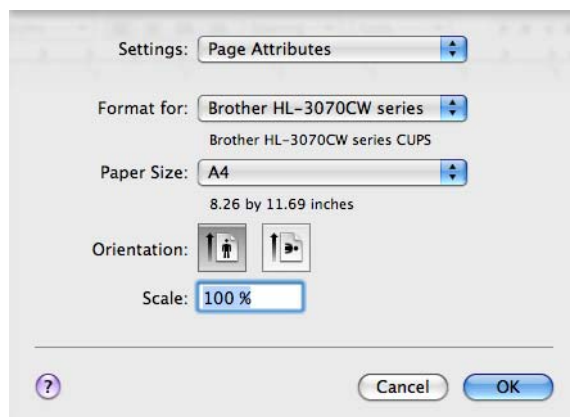 Settings: Page Attributes
Format for: Brother HL-3070CW series
Brother HL-3070CW series CUPS
Paper Size: A4
8.26 by 11.69 inches
Orientation:
Scale: 100 %
? Cancel OK